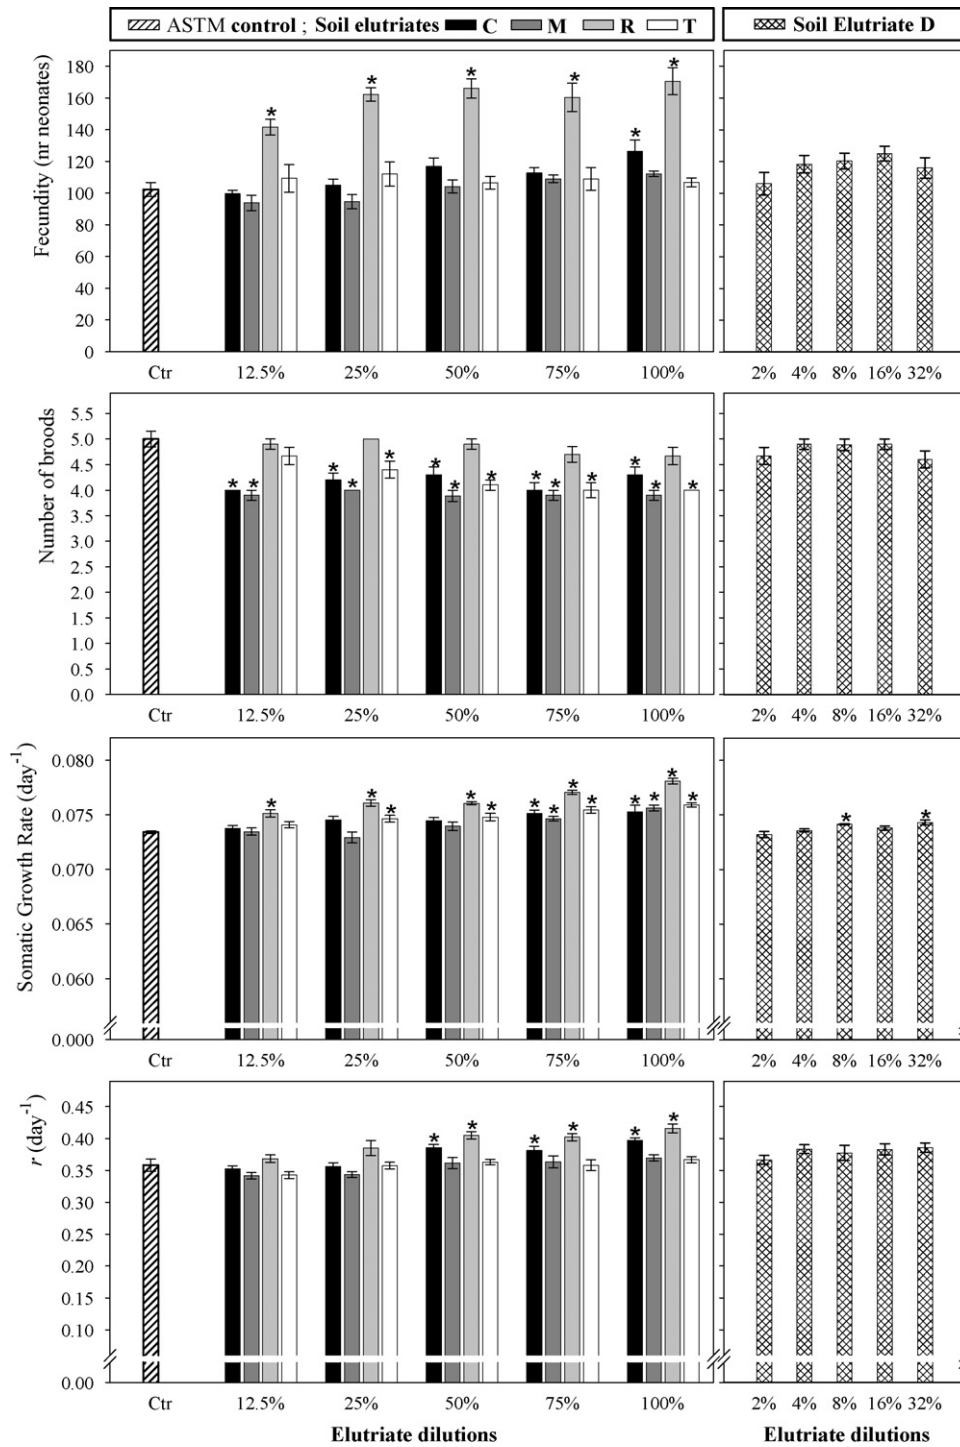 ASTM control ; Soil elutriates C M R T
Soil Elutriate D
Fecundity (nr neonates)
180
160
140
120
100
80
60
40
20
0
* * * * * *
Ctr 12.5% 25% 50% 75% 100%
2% 4% 8% 16% 32%
Number of broods
5.5
5.0
4.5
4.0
3.5
3.0
2.5
2.0
1.5
1.0
0.5
0.0
* * * * * * * * * * * * * *
Ctr 12.5% 25% 50% 75% 100%
2% 4% 8% 16% 32%
Somatic Growth Rate (day-1)
0.080
0.075
0.070
0.065
0.060
0.000
* * * * * * * * * * * * *
* *
Ctr 12.5% 25% 50% 75% 100%
2% 4% 8% 16% 32%
r (day-1)
0.45
0.40
0.35
0.30
0.25
0.20
0.15
0.10
0.00
* * * * * *
Ctr 12.5% 25% 50% 75% 100%
2% 4% 8% 16% 32%
Elutriate dilutions
Elutriate dilutions